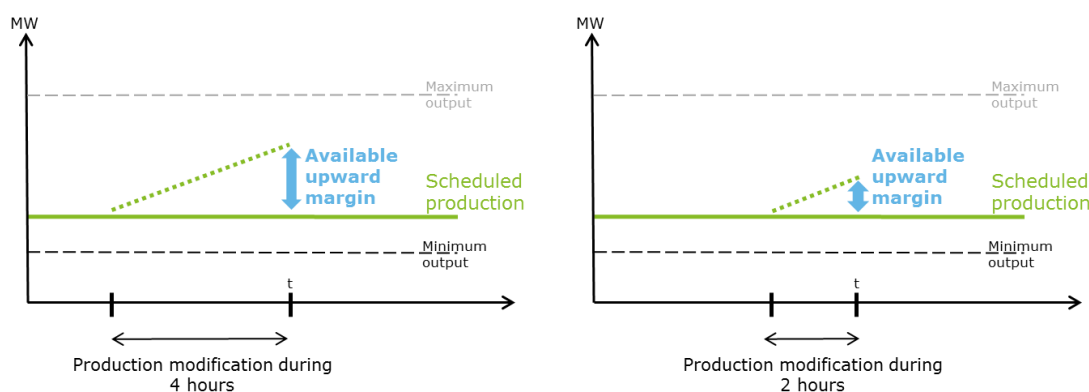 MW
Maximum
output
Available
upward
margin
Scheduled
production
Minimum
output
t
Production modification during
4 hours
MW
Maximum
output
Available
upward
margin
Scheduled
production
Minimum
output
t
Production modification during
2 hours